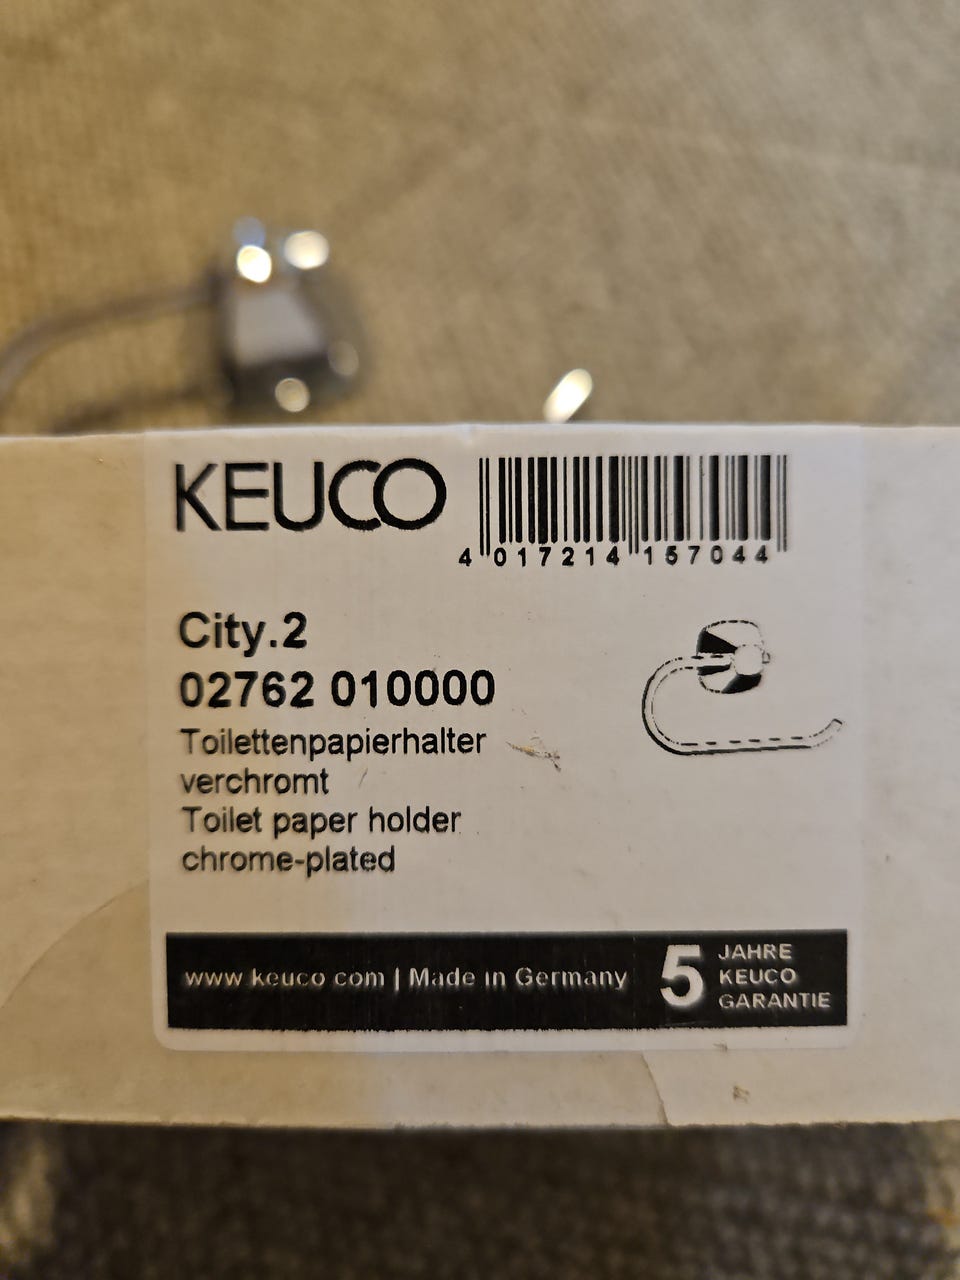 KEUCO
4 017214 157044
City.2
02762 010000
Toilettenpapierhalter
verchromt
Toilet paper holder
chrome-plated
www.keuco.com | Made in Germany
5 JAHRE
KEUCO
GARANTIE